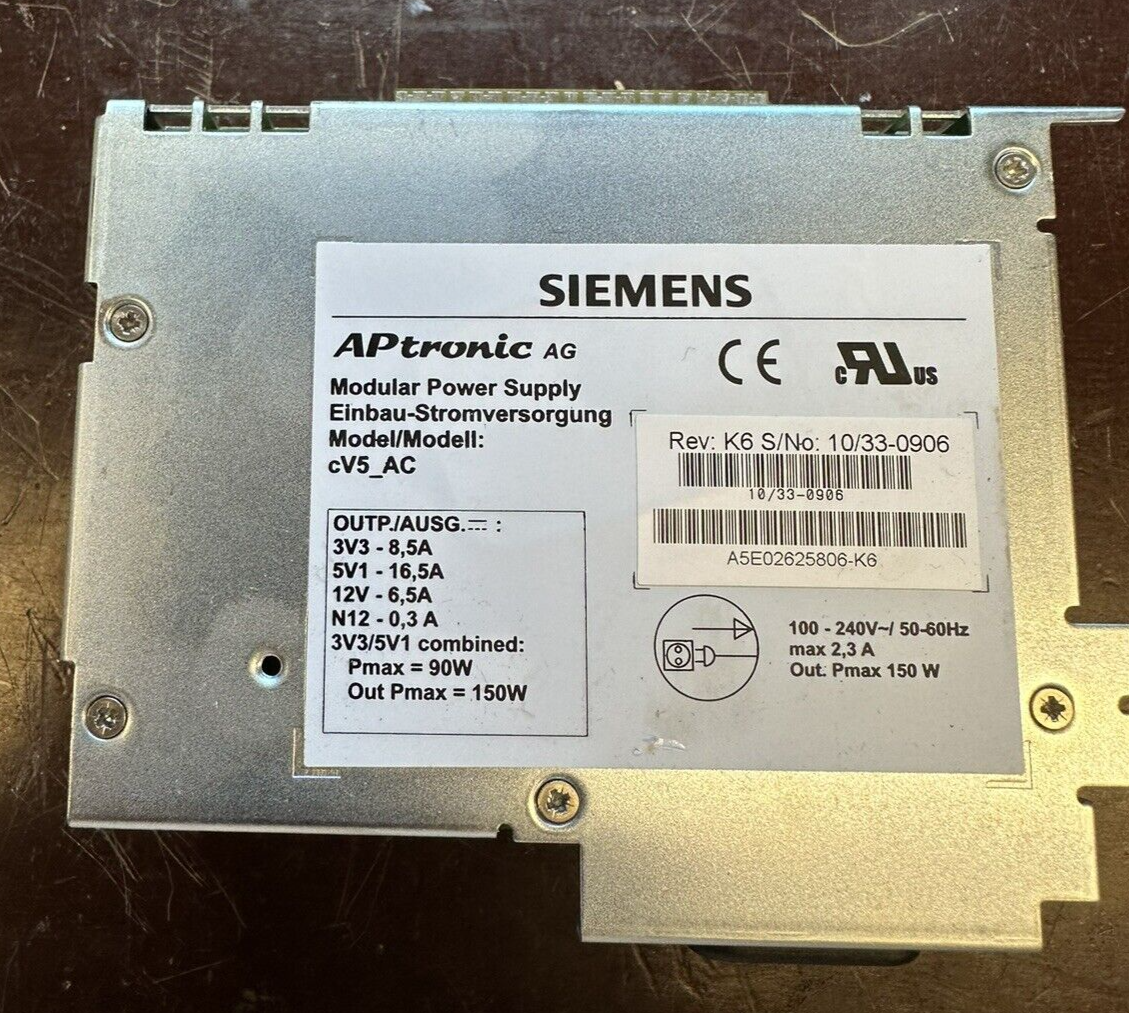 SIEMENS
APtronic AG
CE
c RU us
Modular Power Supply
Einbau-Stromversorgung
Model/Modell:
cV5_AC
Rev: K6 S/No: 10/33-0906
10/33-0906
A5E02625806-K6
OUTP./AUSG.⎓ :
3V3 - 8,5A
5V1 - 16,5A
12V - 6,5A
N12 - 0,3 A
3V3/5V1 combined:
Pmax = 90W
Out Pmax = 150W
100 - 240V~/ 50-60Hz
max 2,3 A
Out. Pmax 150 W